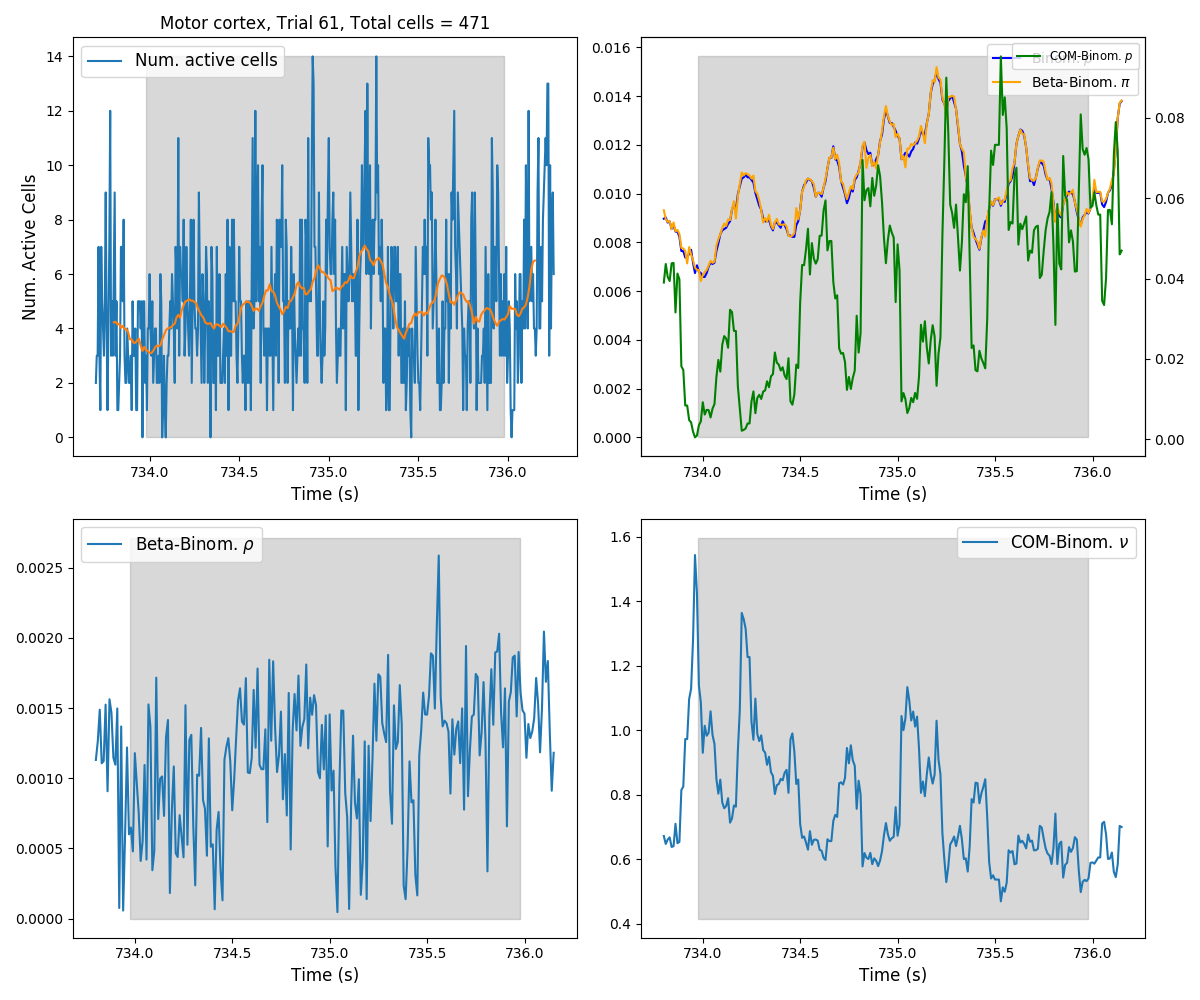 Motor cortex, Trial 61, Total cells = 471
Num. active cells
Num. Active Cells
14
12
10
8
6
4
2
0
734.0 734.5 735.0 735.5 736.0
Time (s)
COM-Binom. p
Beta-Binom. π
0.016
0.014
0.012
0.010
0.008
0.006
0.004
0.002
0.000
0.08
0.06
0.04
0.02
0.00
734.0 734.5 735.0 735.5 736.0
Time (s)
Beta-Binom. ρ
0.0025
0.0020
0.0015
0.0010
0.0005
0.0000
734.0 734.5 735.0 735.5 736.0
Time (s)
COM-Binom. ν
1.6
1.4
1.2
1.0
0.8
0.6
0.4
734.0 734.5 735.0 735.5 736.0
Time (s)